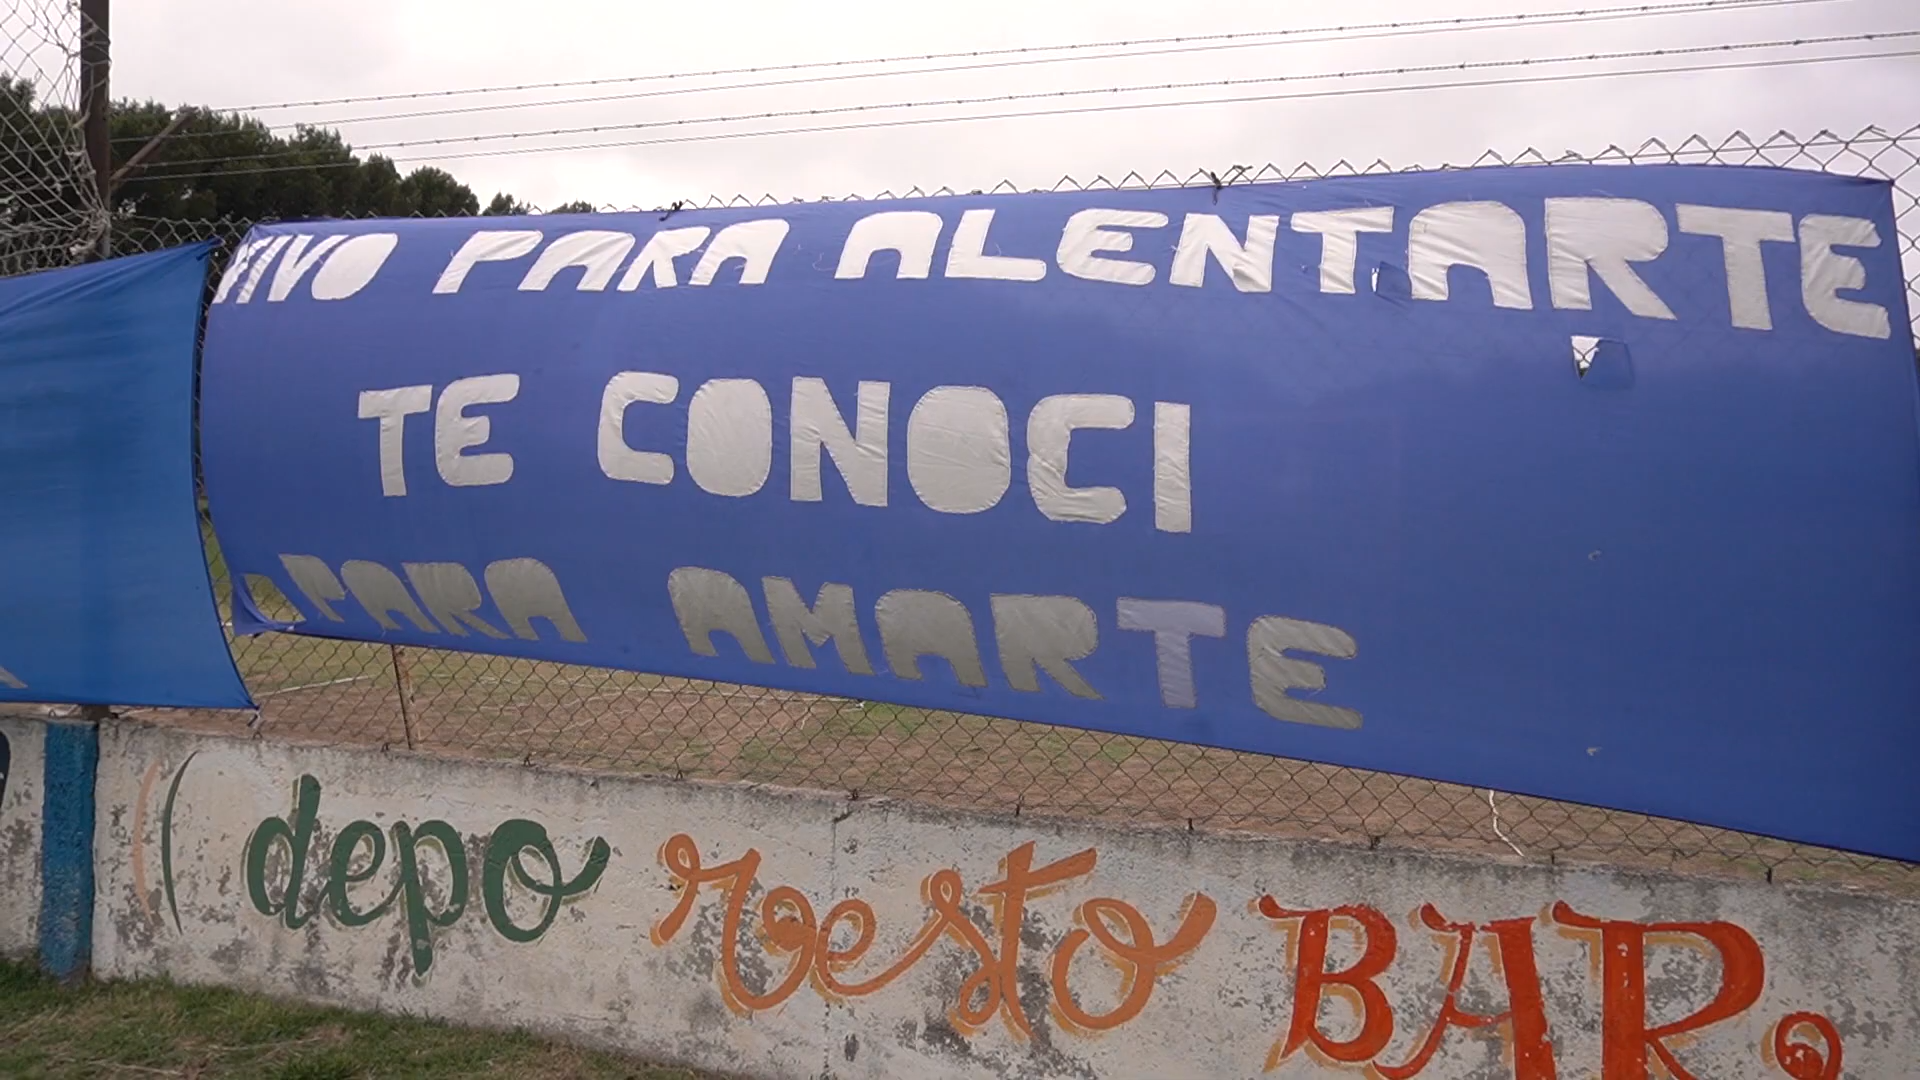 VIVO PARA ALENTARTE
TE CONOCI
PARA AMARTE
depo resto BAR.